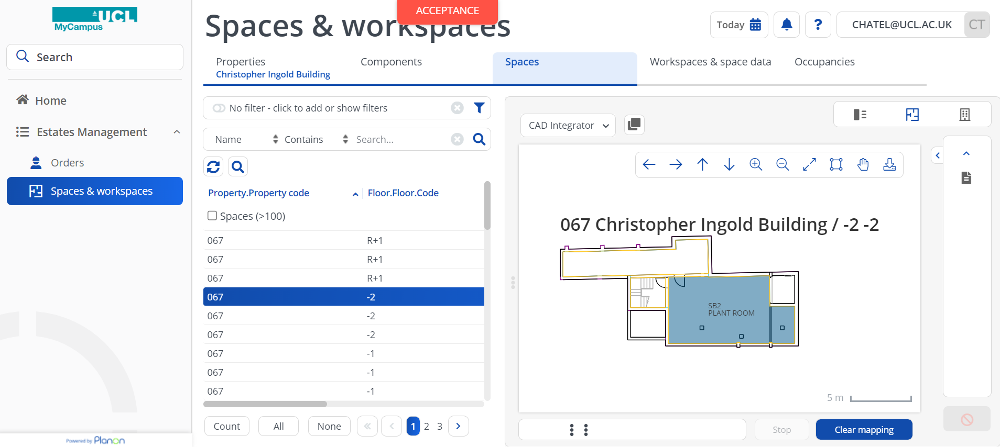 UCL
MyCampus
Search
Home
Estates Management
Orders
Spaces & workspaces
Powered by Planon
ACCEPTANCE
Spaces & workspaces
Today
CHATEL@UCL.AC.UK
CT
Properties
Christopher Ingold Building
Components
Spaces
Workspaces & space data
Occupancies
No filter - click to add or show filters
Name
Contains
Search...
Property.Property code
Floor.Floor.Code
Spaces (>100)
067 R+1
067 R+1
067 R+1
067 -2
067 -2
067 -2
067 -1
067 -1
067 -1
Count
All
None
1 2 3
CAD Integrator
067 Christopher Ingold Building / -2 -2
SB2
PLANT ROOM
5 m
Stop
Clear mapping